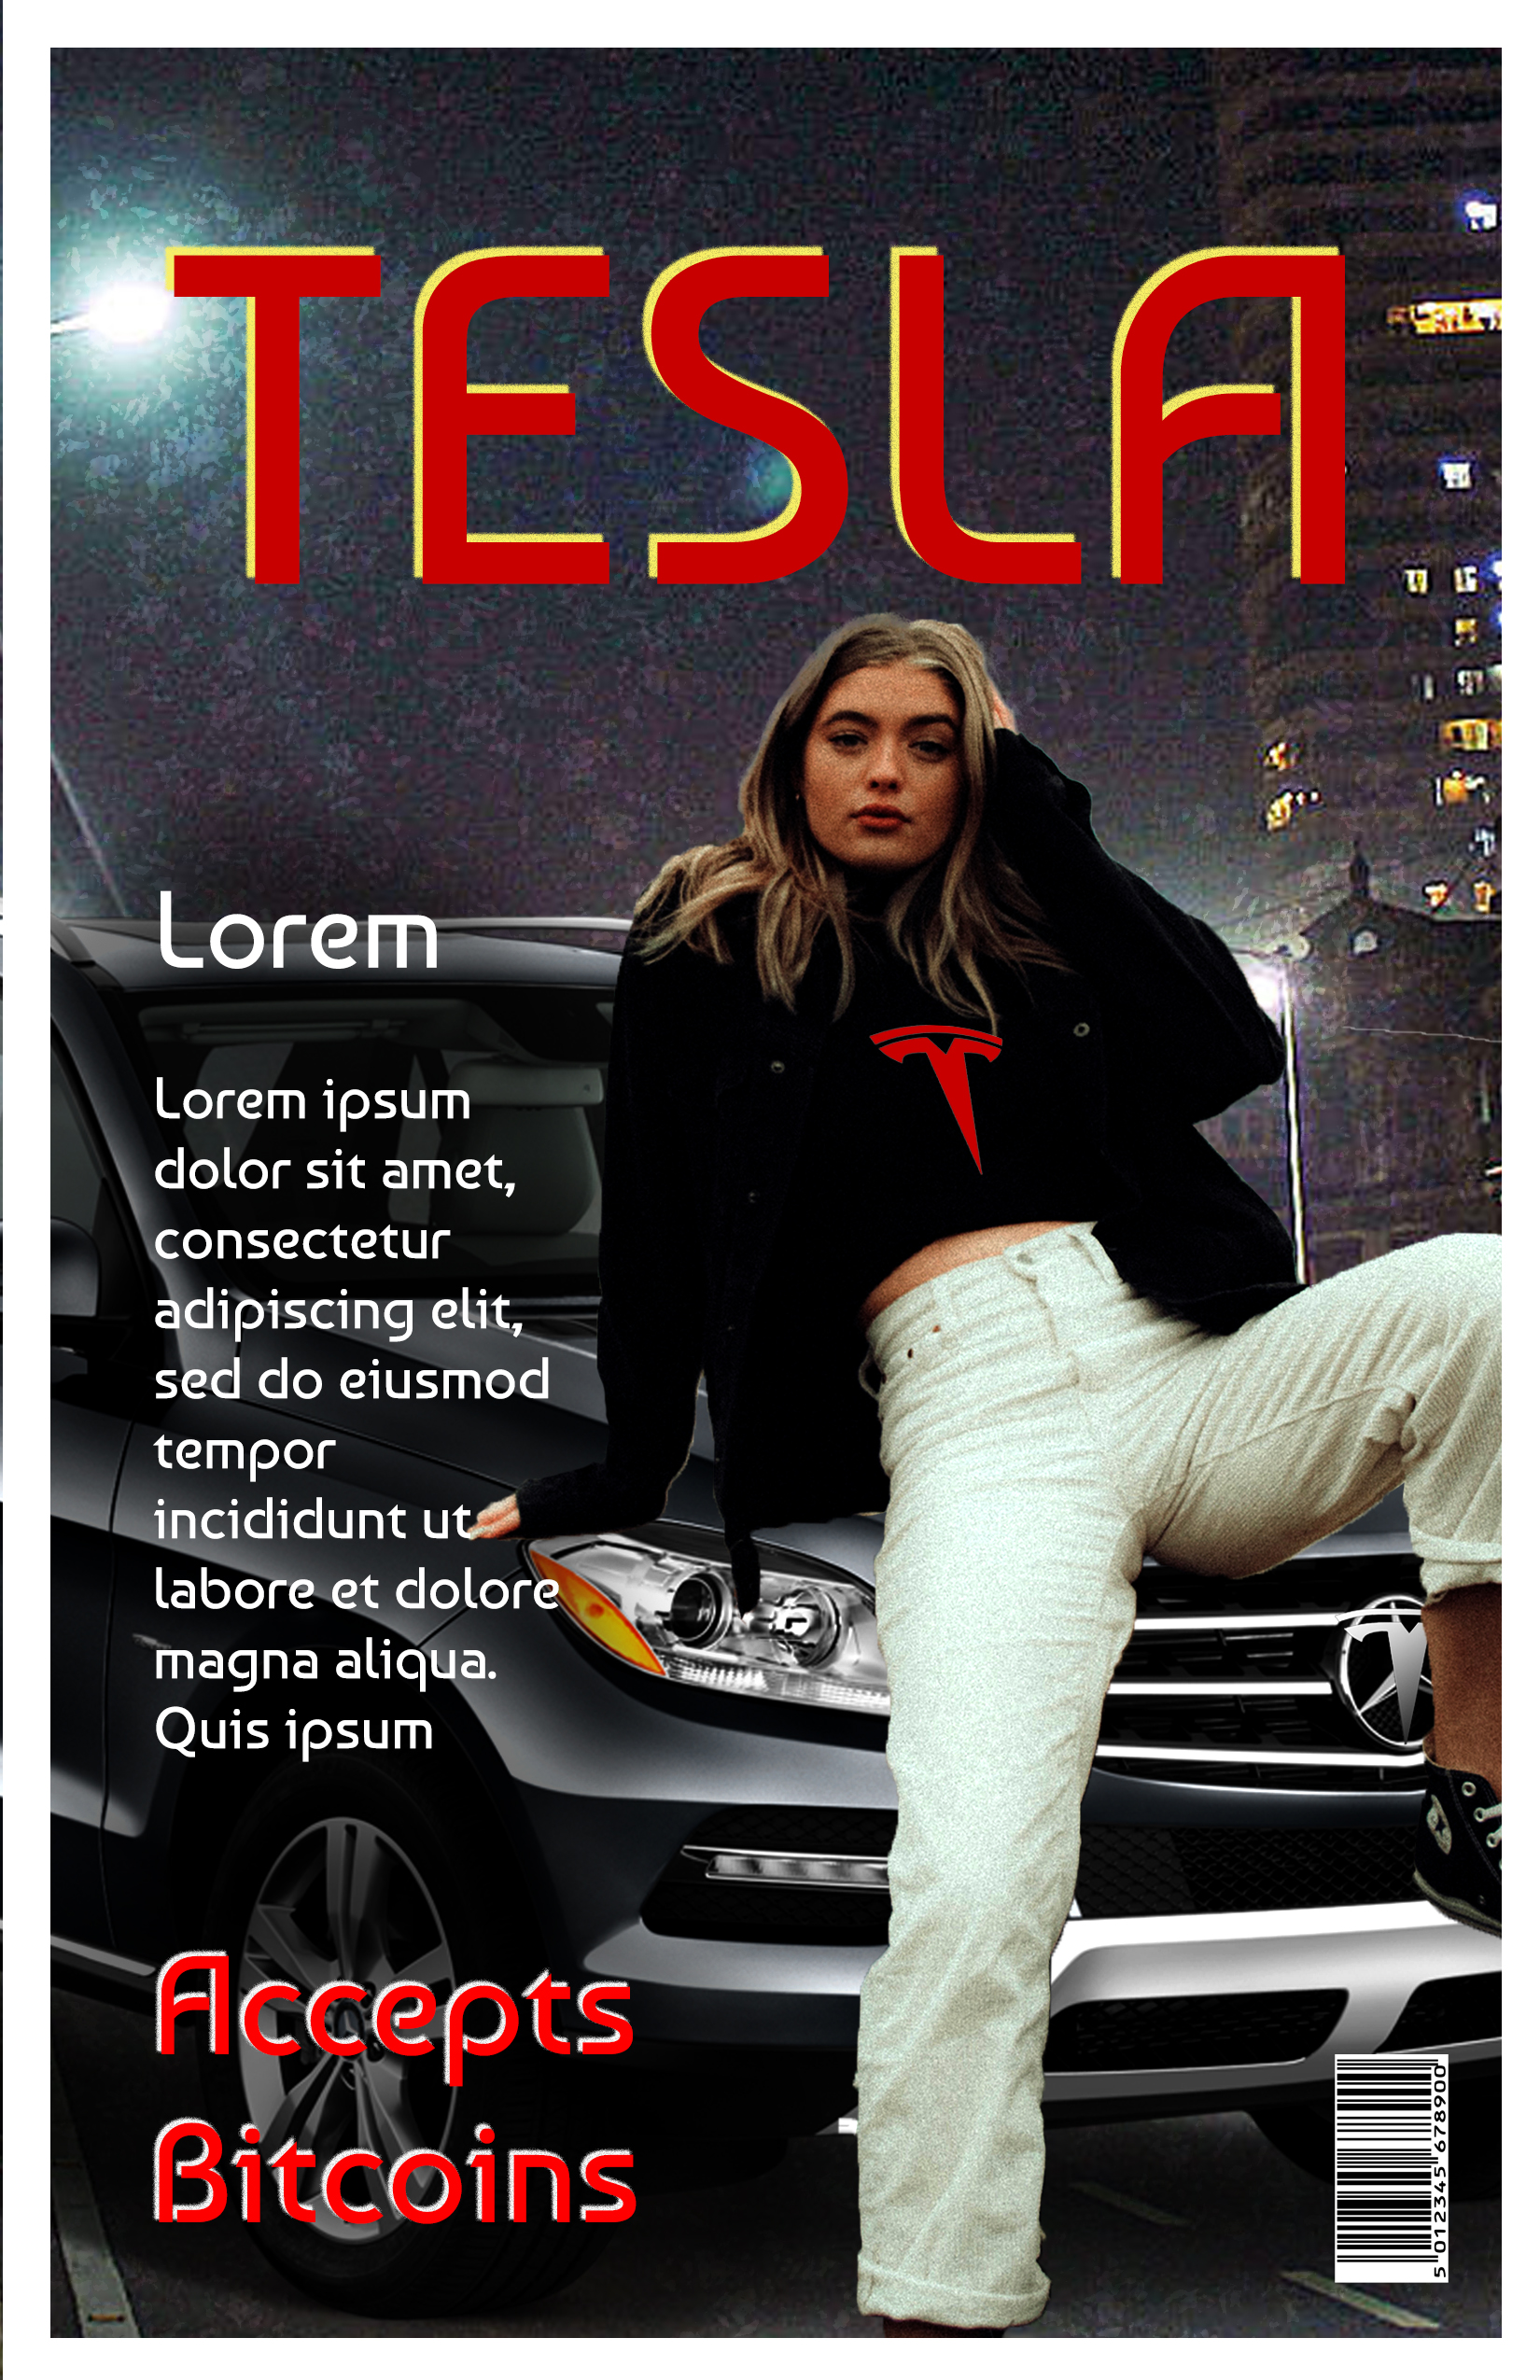 TESLA
Lorem
Lorem ipsum
dolor sit amet,
consectetur
adipiscing elit,
sed do eiusmod
tempor
incididunt ut
labore et dolore
magna aliqua.
Quis ipsum
Accepts
Bitcoins
5 012345 678900